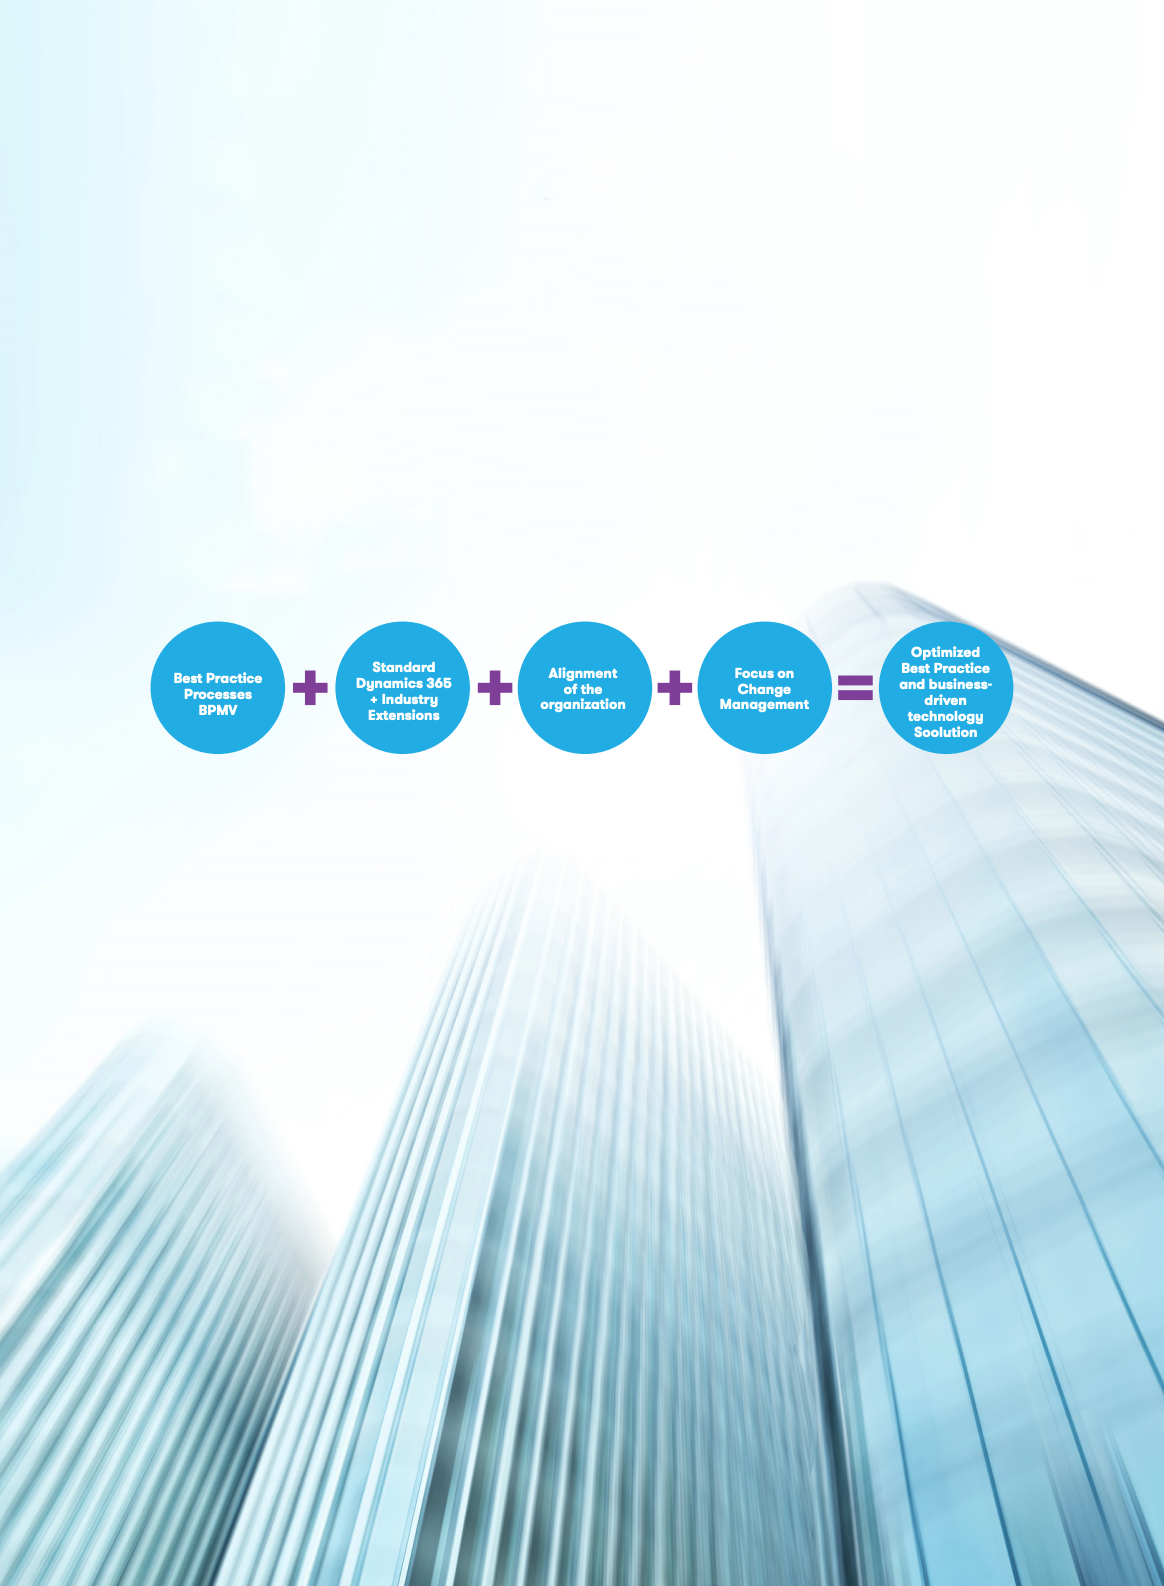 Best Practice
Processes
BPMV
+
Standard
Dynamics 365
+ Industry
Extensions
+
Alignment
of the
organization
+
Focus on
Change
Management
=
Optimized
Best Practice
and business-
driven
technology
Soolution